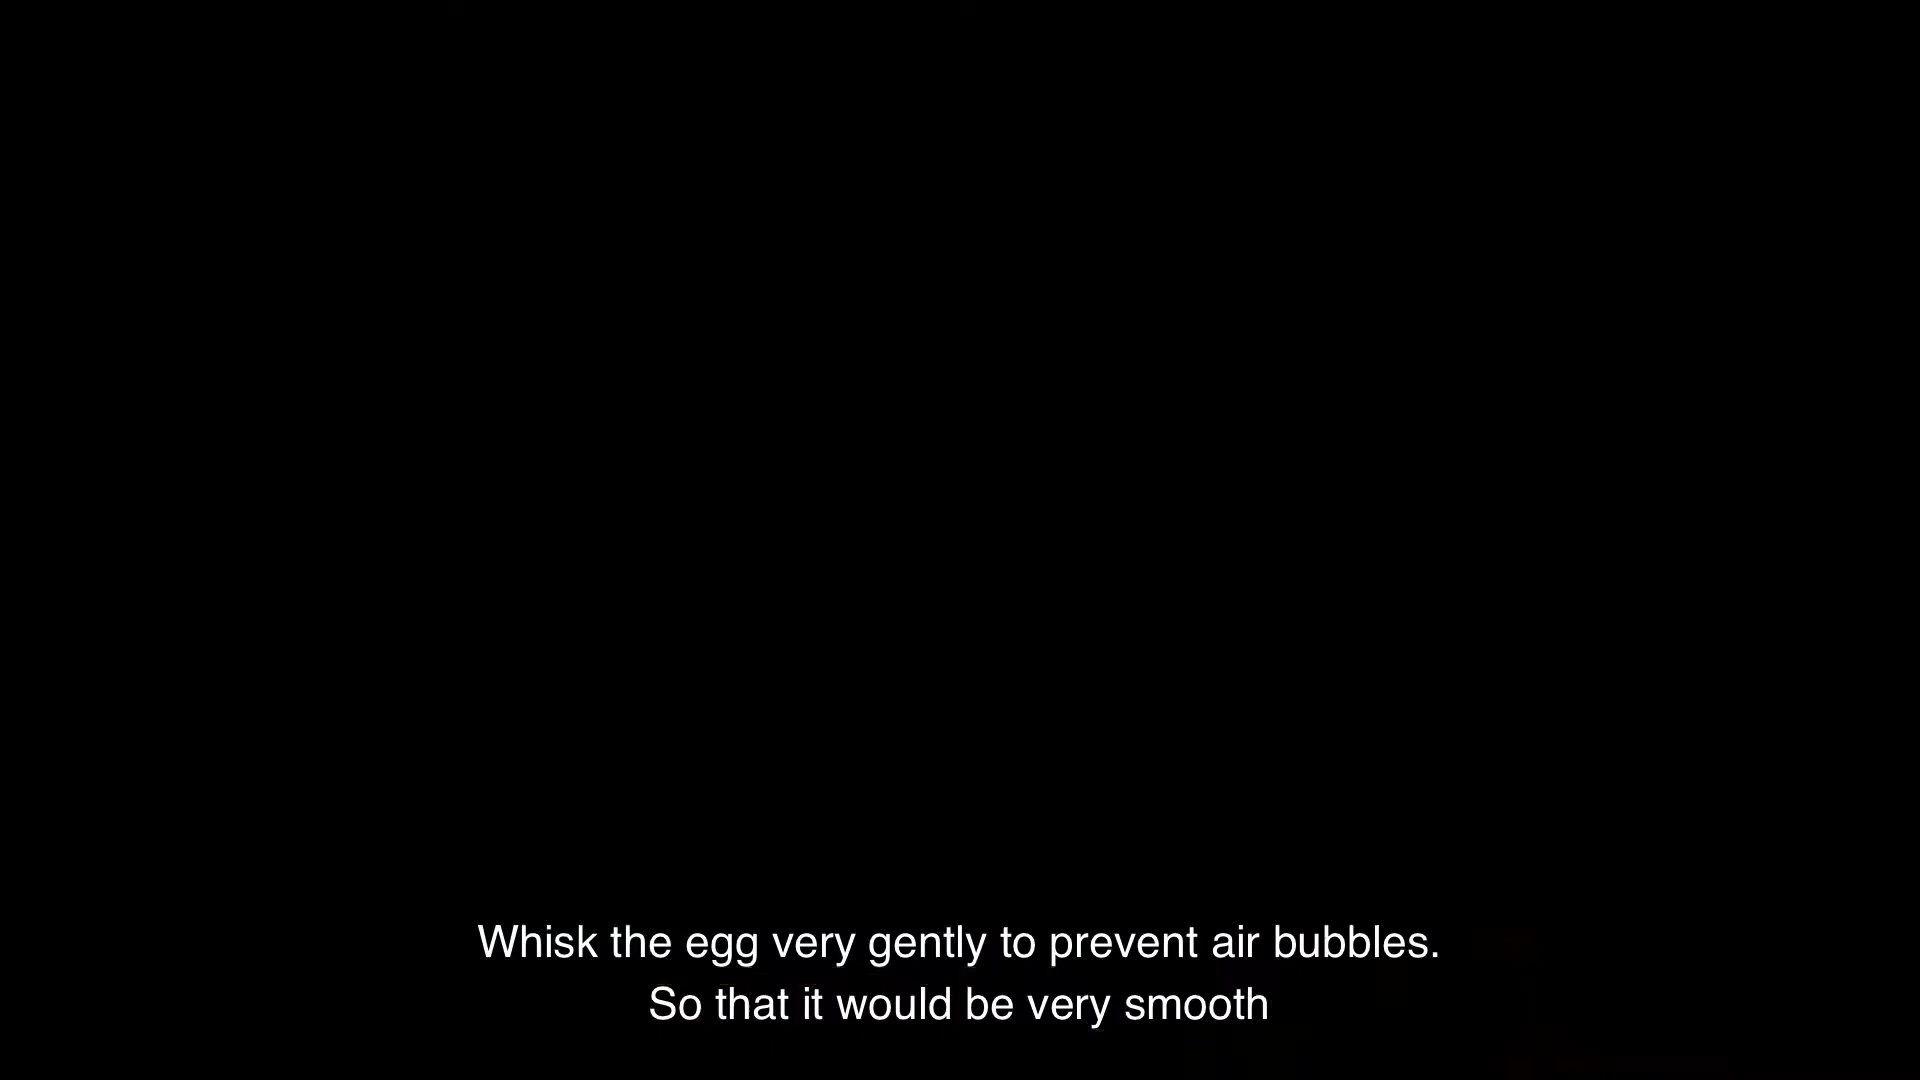 Whisk the egg very gently to prevent air bubbles.
So that it would be very smooth